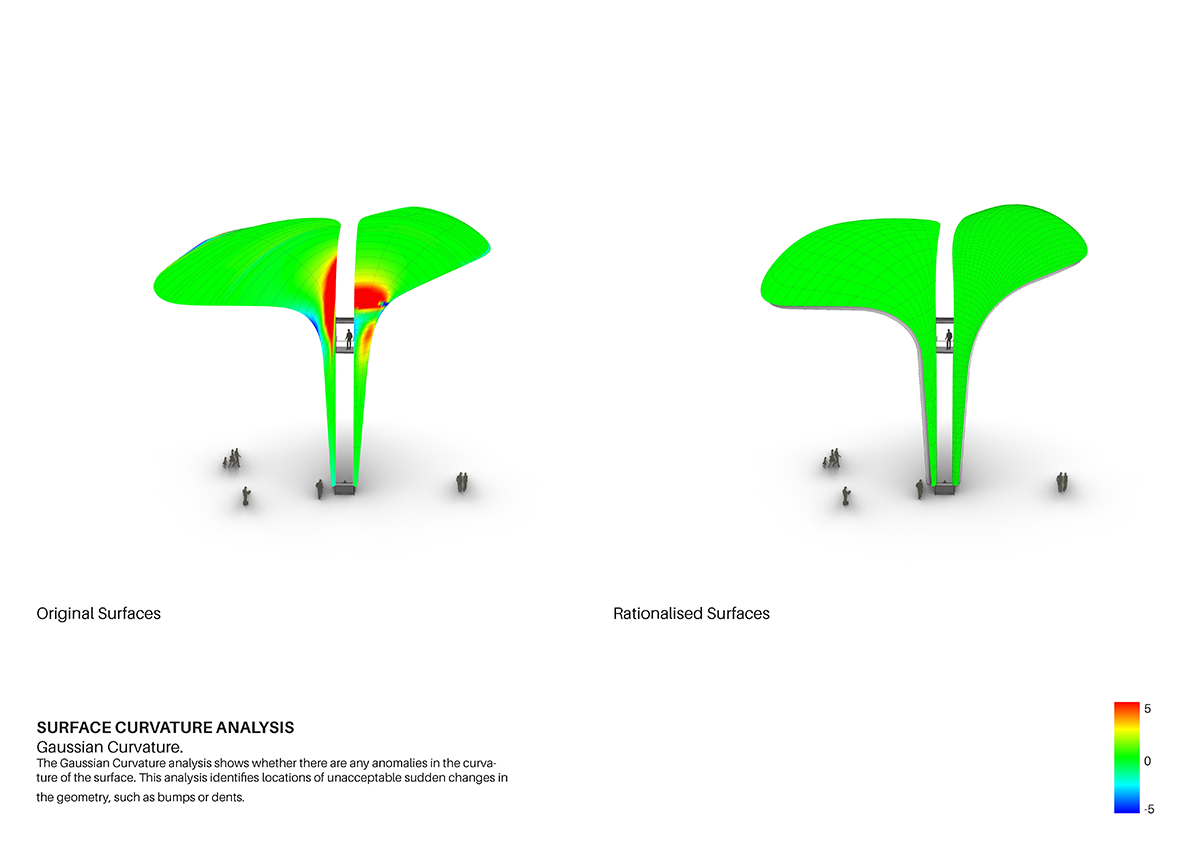 Original Surfaces
Rationalised Surfaces
SURFACE CURVATURE ANALYSIS
Gaussian Curvature.
The Gaussian Curvature analysis shows whether there are any anomalies in the curva-
ture of the surface. This analysis identifies locations of unacceptable sudden changes in
the geometry, such as bumps or dents.
5
0
-5